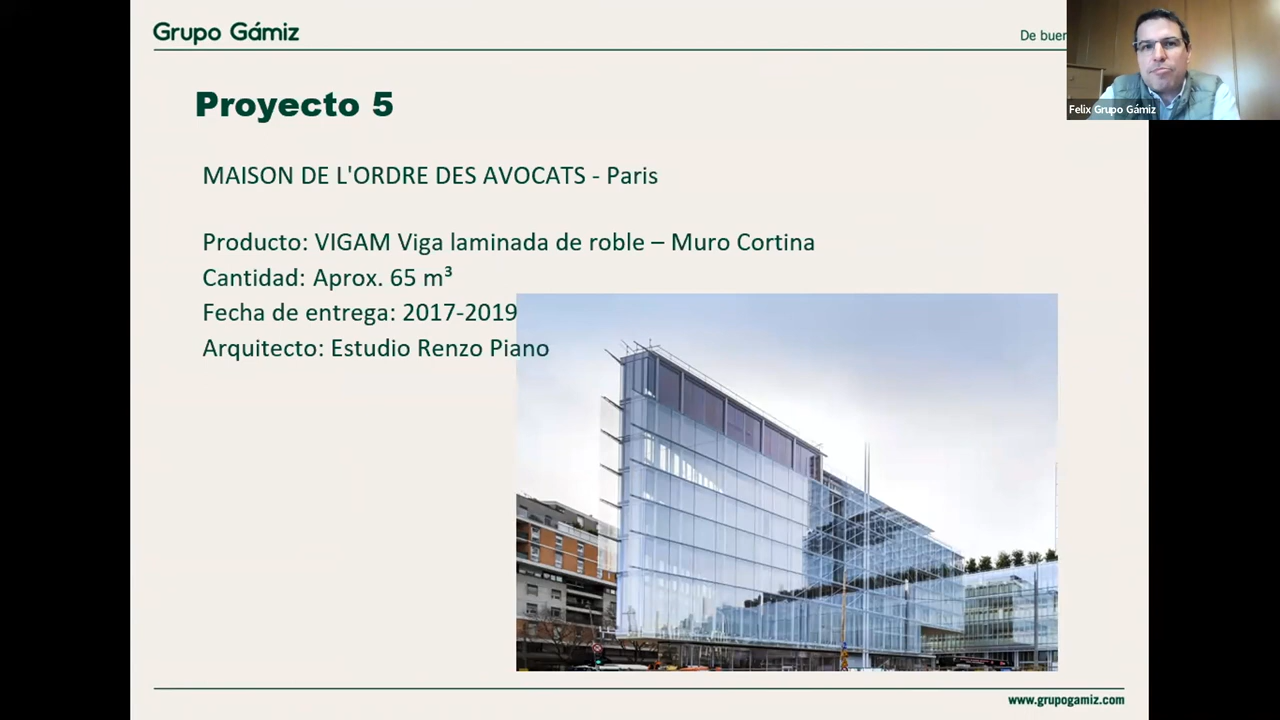 Grupo Gámiz
De buen
Felix Grupo Gámiz
Proyecto 5
MAISON DE L'ORDRE DES AVOCATS - Paris
Producto: VIGAM Viga laminada de roble – Muro Cortina
Cantidad: Aprox. 65 m³
Fecha de entrega: 2017-2019
Arquitecto: Estudio Renzo Piano
www.grupogamiz.com